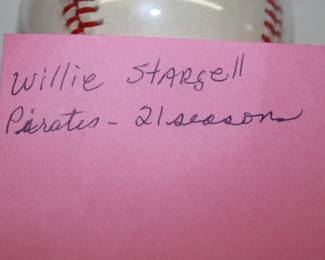 Willie Stargell
Pirates - 21 seasons